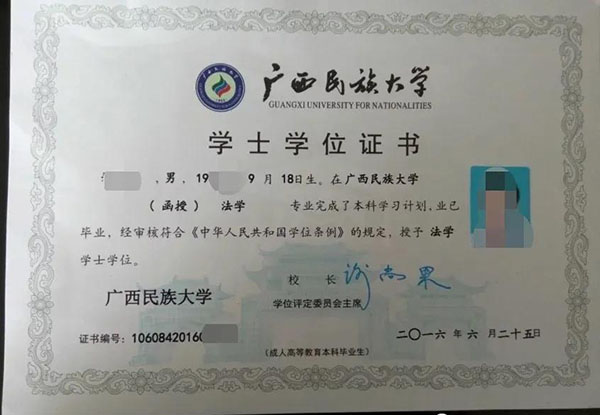 广西民族大学
GUANGXI UNIVERSITY FOR NATIONALITIES
学士学位证书
，男，19 9月18日生。在广西民族大学
（函授） 法学 专业完成了本科学习计划，业已
毕业，经审核符合《中华人民共和国学位条例》的规定，授予 法学
学士学位。
校 长 谢尚果
广西民族大学
学位评定委员会主席
证书编号：10608420160
二〇一六年 六 月 二十五日
（成人高等教育本科毕业生）